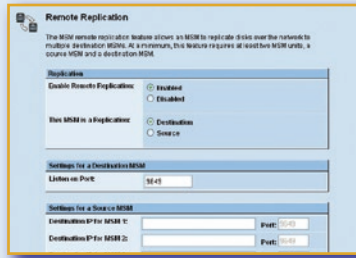 Remote Replication
The MSM remote replication feature allows an MSM to replicate disks over the network to
multiple destination MSMs. At a minimum, this feature requires at least two MSM units, a
source MSM and a destination MSM.
Replication
Enable Remote Replication:
Enabled
Disabled
This MSM is a Replication:
Destination
Source
Settings for a Destination MSM
Listen on Port:
9649
Settings for a Source MSM
Destination IP for MSM 1:
Port: 9649
Destination IP for MSM 2:
Port: 9649